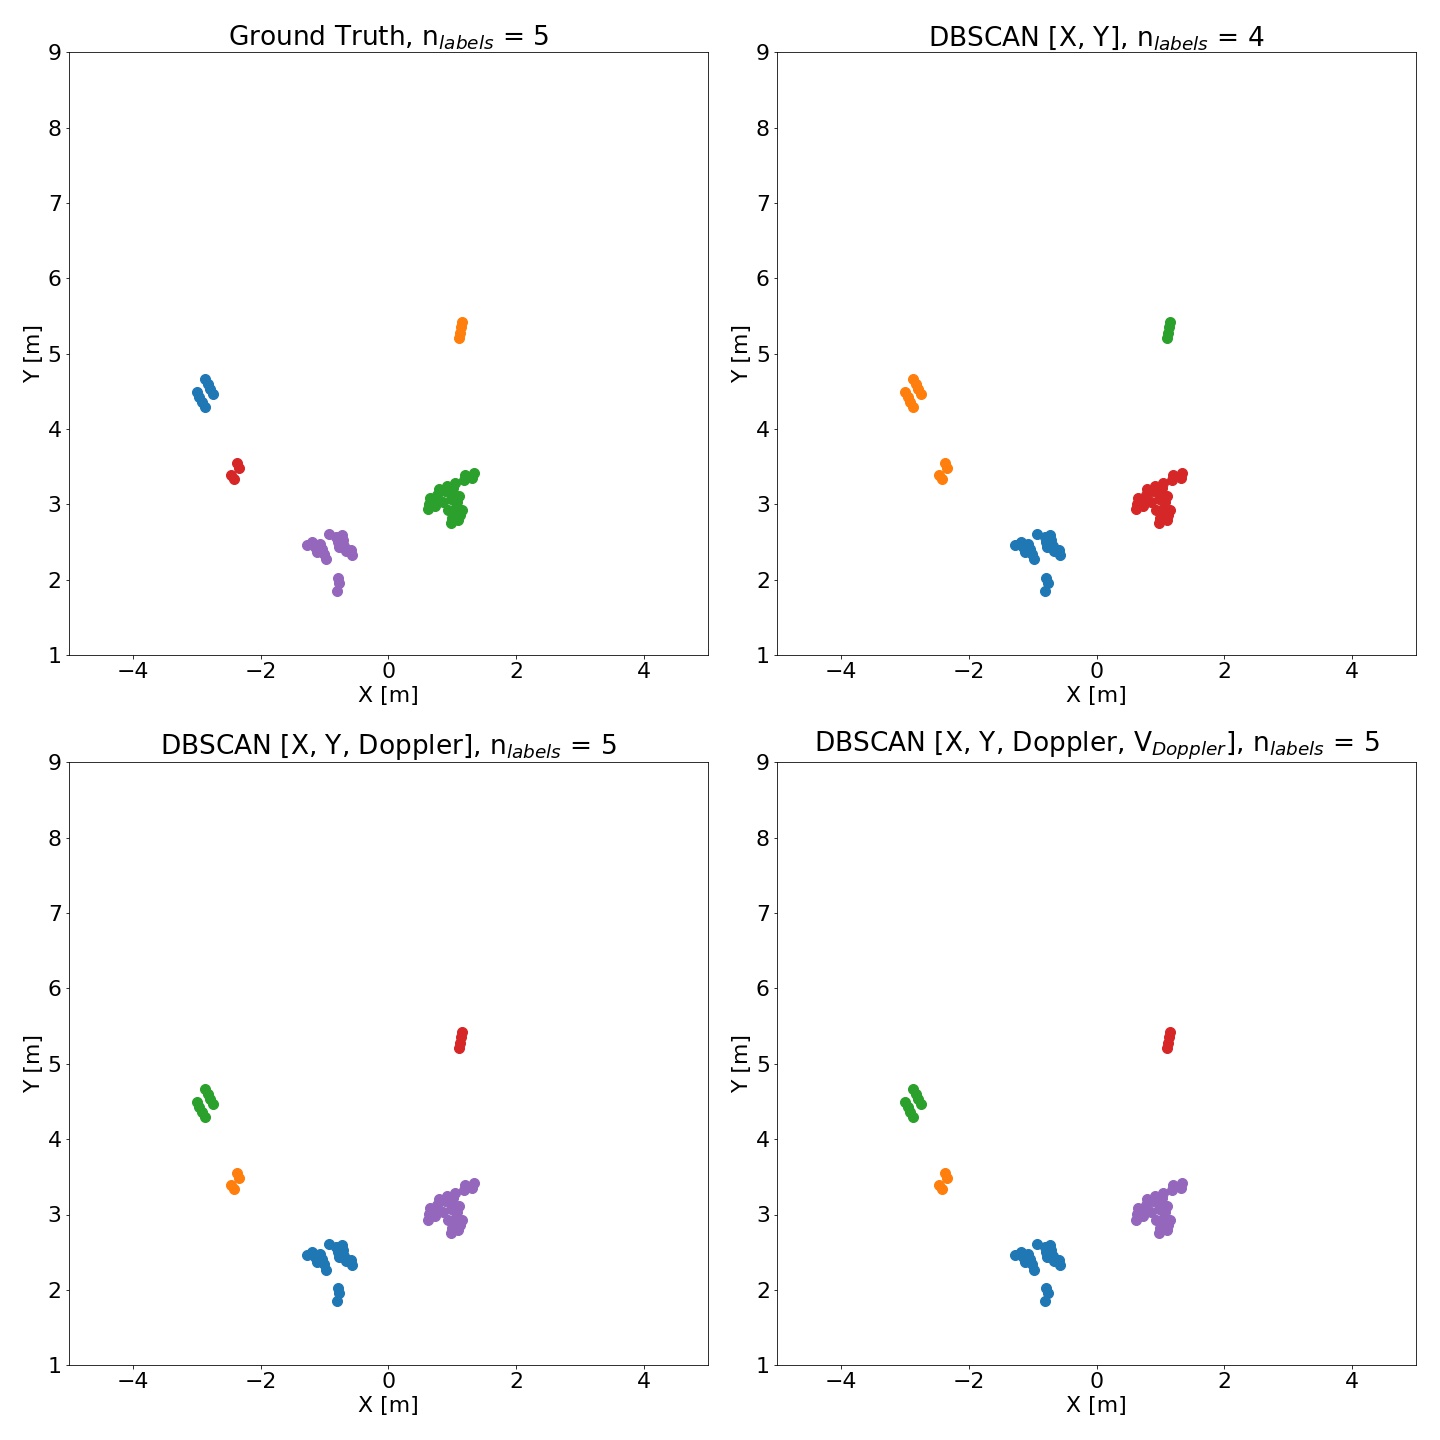 Ground Truth, n_labels = 5
9
8
7
6
5
4
3
2
1
Y [m]
−4 −2 0 2 4
X [m]
DBSCAN [X, Y], n_labels = 4
9
8
7
6
5
4
3
2
1
Y [m]
−4 −2 0 2 4
X [m]
DBSCAN [X, Y, Doppler], n_labels = 5
9
8
7
6
5
4
3
2
1
Y [m]
−4 −2 0 2 4
X [m]
DBSCAN [X, Y, Doppler, V_Doppler], n_labels = 5
9
8
7
6
5
4
3
2
1
Y [m]
−4 −2 0 2 4
X [m]